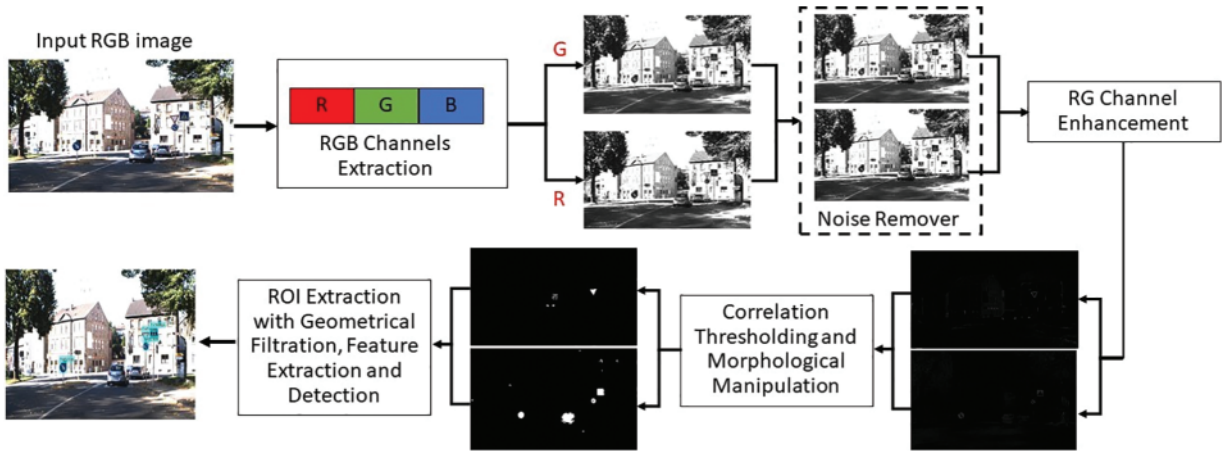 Input RGB image
R G B
RGB Channels
Extraction
G
R
Noise Remover
RG Channel
Enhancement
ROI Extraction
with Geometrical
Filtration, Feature
Extraction and
Detection
Correlation
Thresholding and
Morphological
Manipulation